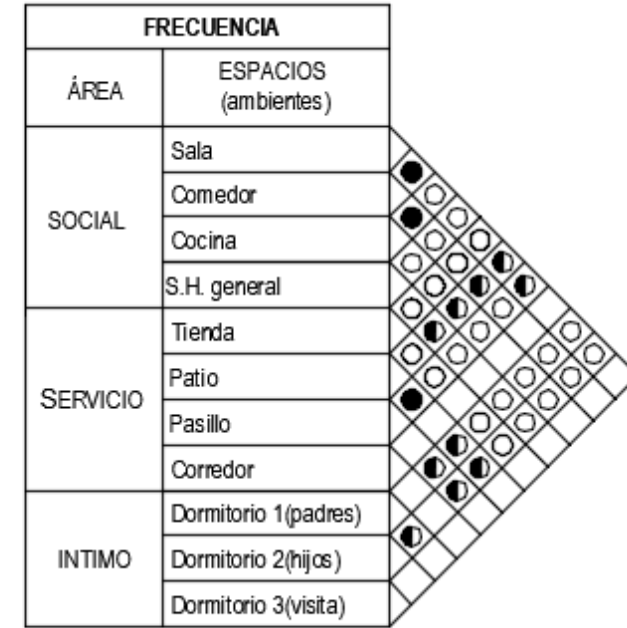 FRECUENCIA
ÁREA
ESPACIOS
(ambientes)
SOCIAL
Sala
Comedor
Cocina
S.H. general
SERVICIO
Tienda
Patio
Pasillo
Corredor
INTIMO
Dormitorio 1(padres)
Dormitorio 2(hijos)
Dormitorio 3(visita)